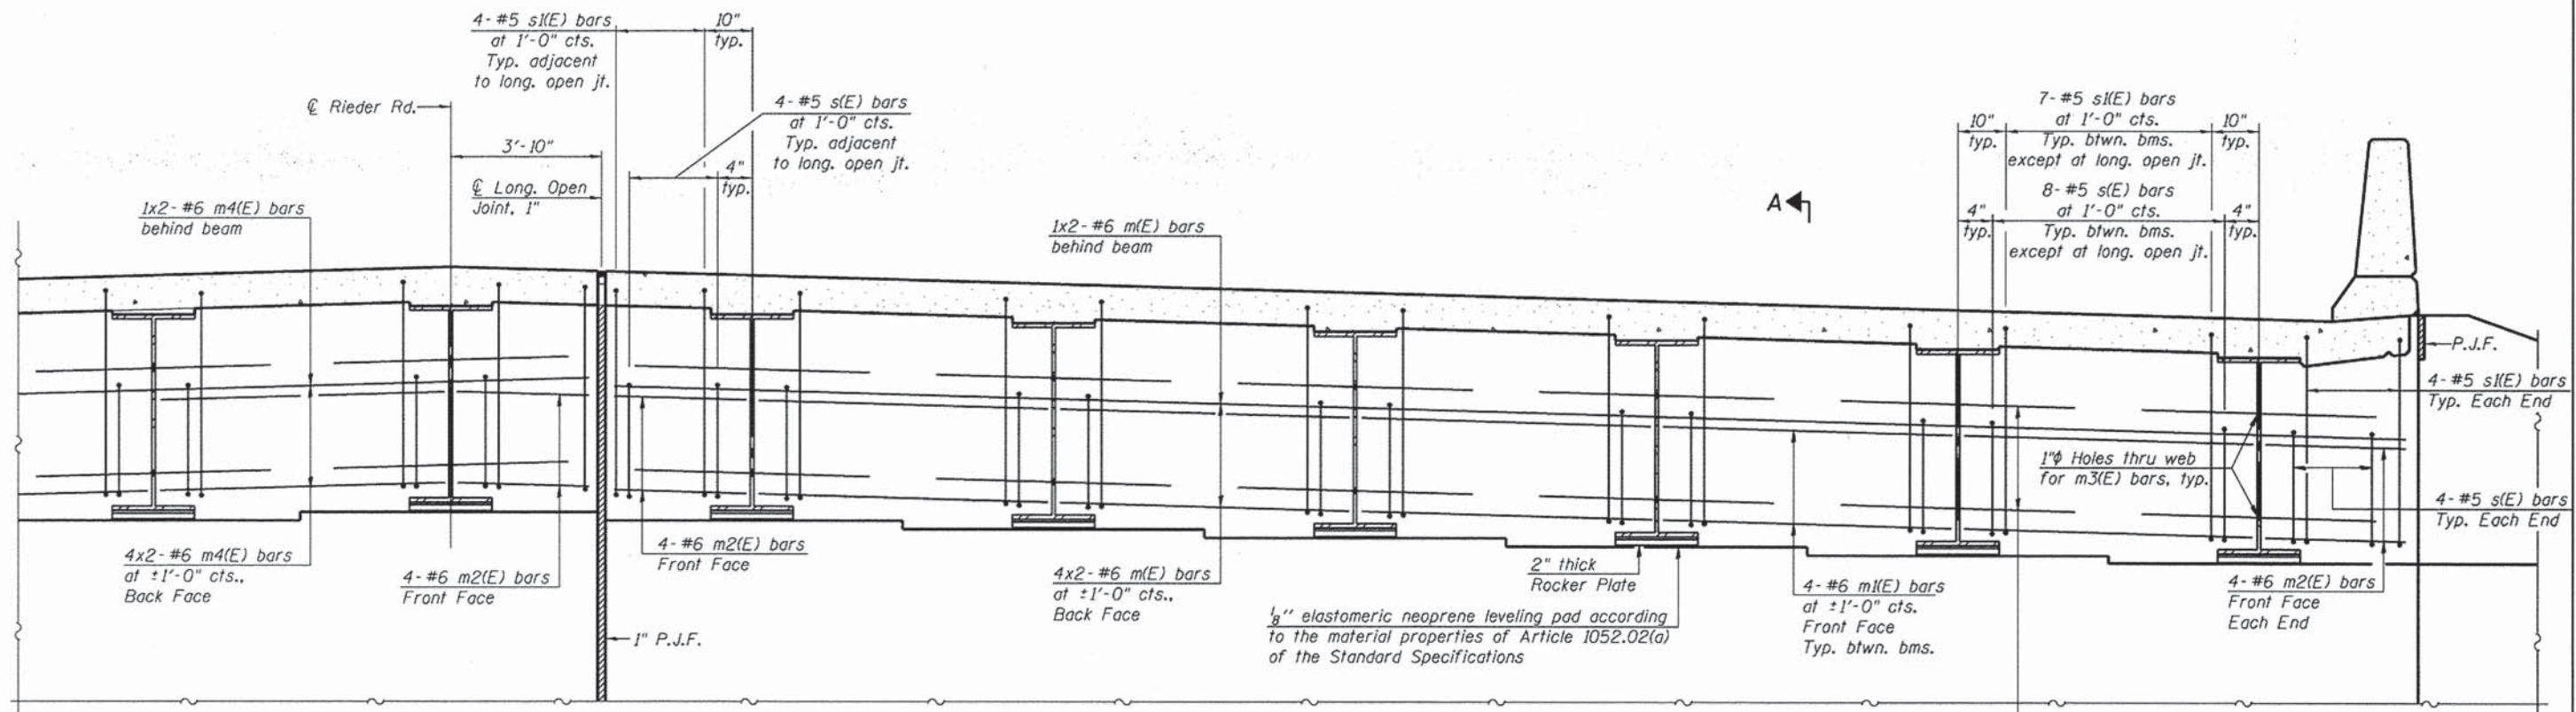 4- #5 s1(E) bars
at 1'-0" cts.
Typ. adjacent
to long. open jt.
10"
typ.
℄ Rieder Rd.
3'-10"
℄ Long. Open
Joint, 1"
4- #5 s(E) bars
at 1'-0" cts.
Typ. adjacent
to long. open jt.
4"
typ.
1x2- #6 m4(E) bars
behind beam
1x2- #6 m(E) bars
behind beam
A
7- #5 s1(E) bars
at 1'-0" cts.
Typ. btwn. bms.
except at long. open jt.
10"
typ.
10"
typ.
8- #5 s(E) bars
at 1'-0" cts.
Typ. btwn. bms.
except at long. open jt.
4"
typ.
4"
typ.
P.J.F.
4- #5 s1(E) bars
Typ. Each End
1"φ Holes thru web
for m3(E) bars, typ.
4- #5 s(E) bars
Typ. Each End
4x2- #6 m4(E) bars
at ±1'-0" cts.,
Back Face
4- #6 m2(E) bars
Front Face
4- #6 m2(E) bars
Front Face
1" P.J.F.
4x2- #6 m(E) bars
at ±1'-0" cts.,
Back Face
2" thick
Rocker Plate
1/8" elastomeric neoprene leveling pad according
to the material properties of Article 1052.02(a)
of the Standard Specifications
4- #6 m1(E) bars
at ±1'-0" cts.
Front Face
Typ. btwn. bms.
4- #6 m2(E) bars
Front Face
Each End